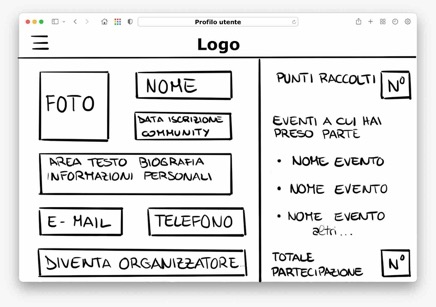 Profilo utente
Logo
FOTO
NOME
DATA ISCRIZIONE
COMMUNITY
AREA TESTO BIOGRAFIA
INFORMAZIONI PERSONALI
E-MAIL
TELEFONO
DIVENTA ORGANIZZATORE
PUNTI RACCOLTI
N°
EVENTI A CUI HAI
PRESO PARTE
• NOME EVENTO
• NOME EVENTO
• NOME EVENTO
altri...
TOTALE
PARTECIPAZIONE
N°